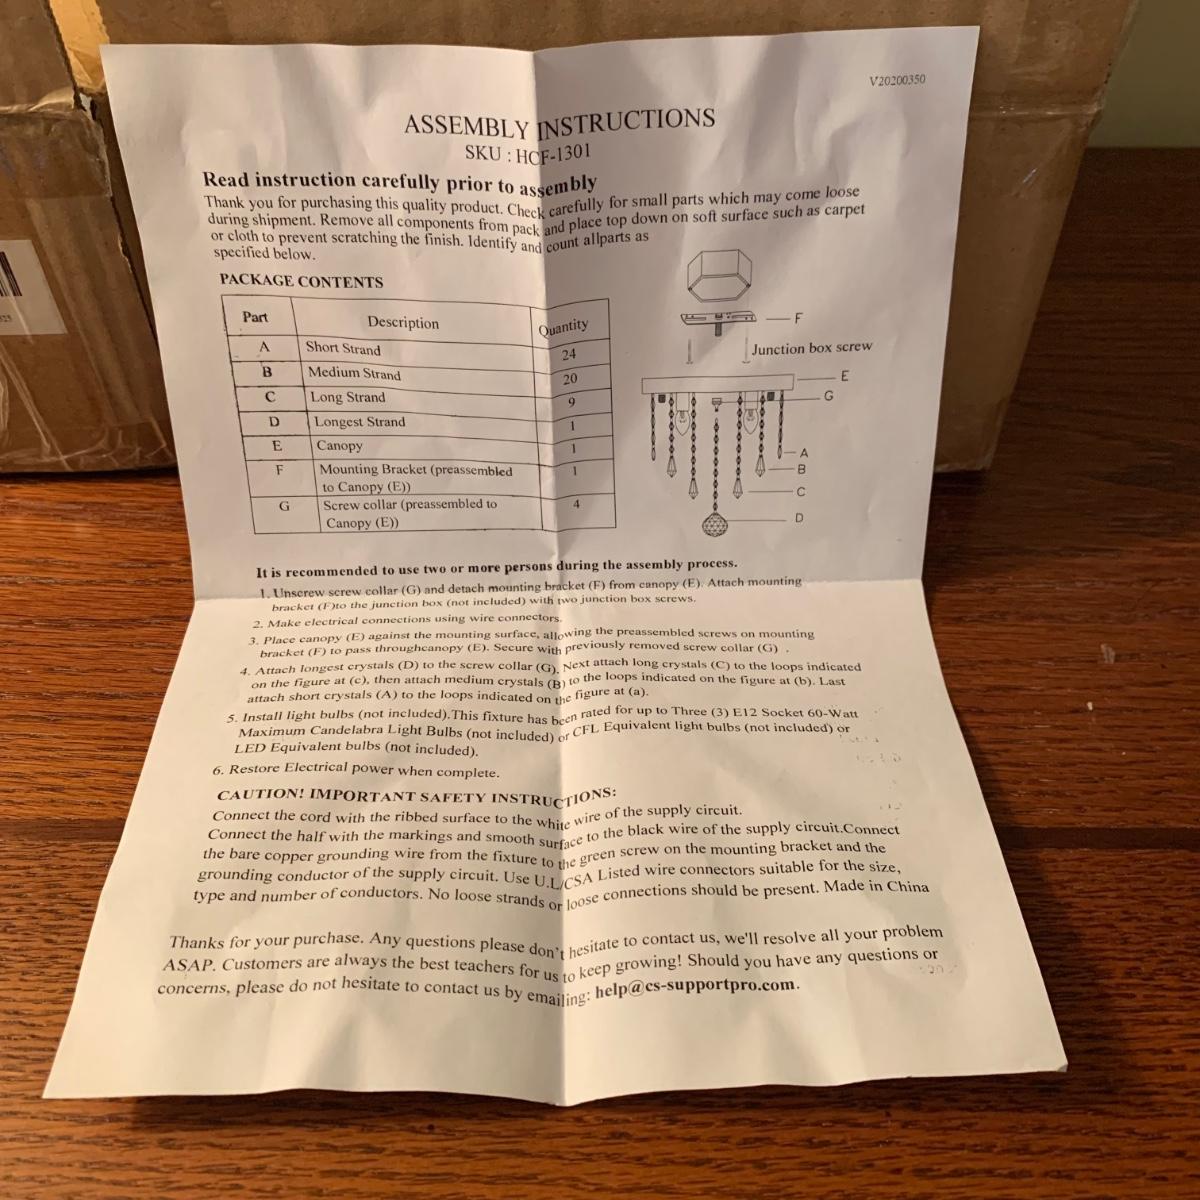 V20200350
ASSEMBLY INSTRUCTIONS
SKU : HCF-1301
Read instruction carefully prior to assembly
Thank you for purchasing this quality product. Check carefully for small parts which may come loose
during shipment. Remove all components from pack and place top down on soft surface such as carpet
or cloth to prevent scratching the finish. Identify and count allparts as
specified below.
PACKAGE CONTENTS
Part Description Quantity
A Short Strand 24
B Medium Strand 20
C Long Strand 9
D Longest Strand 1
E Canopy 1
F Mounting Bracket (preassembled 1
to Canopy (E))
G Screw collar (preassembled to 4
Canopy (E))
F
Junction box screw
E
G
A
B
C
D
It is recommended to use two or more persons during the assembly process.
1. Unscrew screw collar (G) and detach mounting bracket (F) from canopy (E). Attach mounting
bracket (F)to the junction box (not included) with two junction box screws.
2. Make electrical connections using wire connectors.
3. Place canopy (E) against the mounting surface, allowing the preassembled screws on mounting
bracket (F) to pass throughcanopy (E). Secure with previously removed screw collar (G) .
4. Attach longest crystals (D) to the screw collar (G). Next attach long crystals (C) to the loops indicated
on the figure at (c), then attach medium crystals (B) to the loops indicated on the figure at (b). Last
attach short crystals (A) to the loops indicated on the figure at (a).
5. Install light bulbs (not included).This fixture has been rated for up to Three (3) E12 Socket 60-Watt
Maximum Candelabra Light Bulbs (not included) or CFL Equivalent light bulbs (not included) or
LED Equivalent bulbs (not included).
6. Restore Electrical power when complete.
CAUTION! IMPORTANT SAFETY INSTRUCTIONS:
Connect the cord with the ribbed surface to the white wire of the supply circuit.
Connect the half with the markings and smooth surface to the black wire of the supply circuit.Connect
the bare copper grounding wire from the fixture to the green screw on the mounting bracket and the
grounding conductor of the supply circuit. Use U.L/CSA Listed wire connectors suitable for the size,
type and number of conductors. No loose strands or loose connections should be present. Made in China
Thanks for your purchase. Any questions please don't hesitate to contact us, we'll resolve all your problem
ASAP. Customers are always the best teachers for us to keep growing! Should you have any questions or
concerns, please do not hesitate to contact us by emailing: help@cs-supportpro.com.